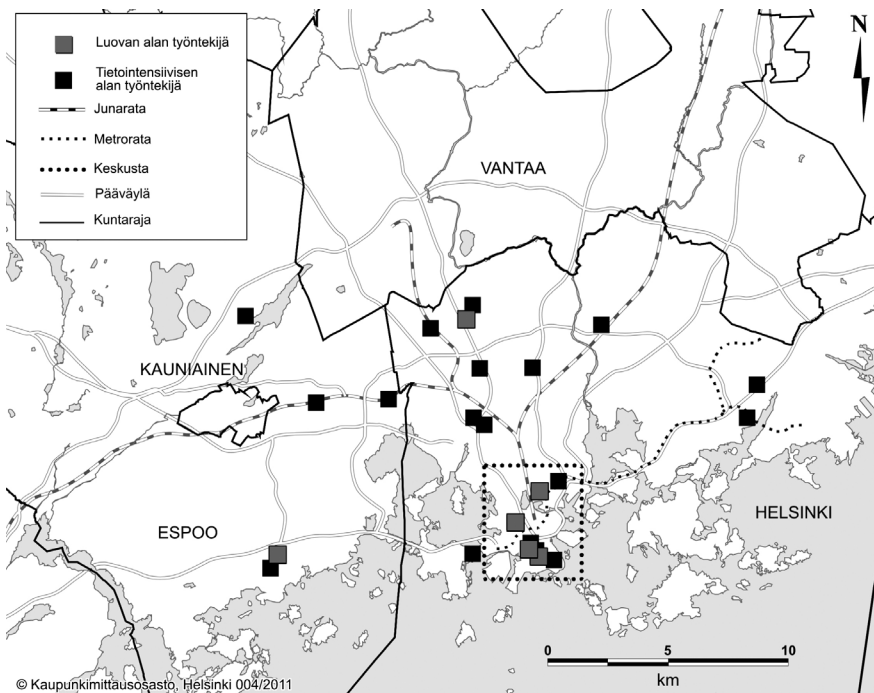 Luovan alan työntekijä
Tietointensiivisen
alan työntekijä
Junarata
Metrorata
Keskusta
Pääväylä
Kuntaraja
N
VANTAA
KAUNIAINEN
ESPOO
HELSINKI
0 5 10
km
© Kaupunkimittausosasto, Helsinki 004/2011